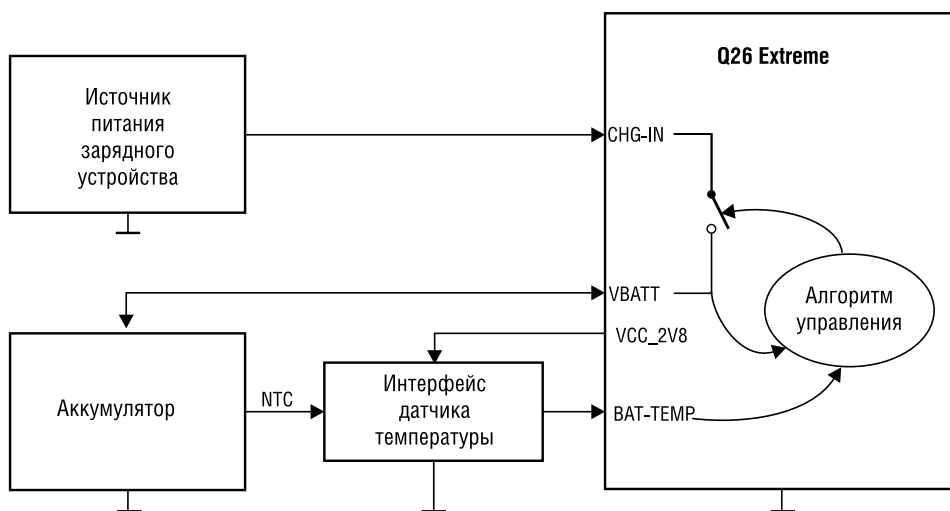 Q26 Extreme
Источник
питания
зарядного
устройства
CHG-IN
VBATT
Алгоритм
управления
VCC_2V8
Аккумулятор
NTC
Интерфейс
датчика
температуры
BAT-TEMP